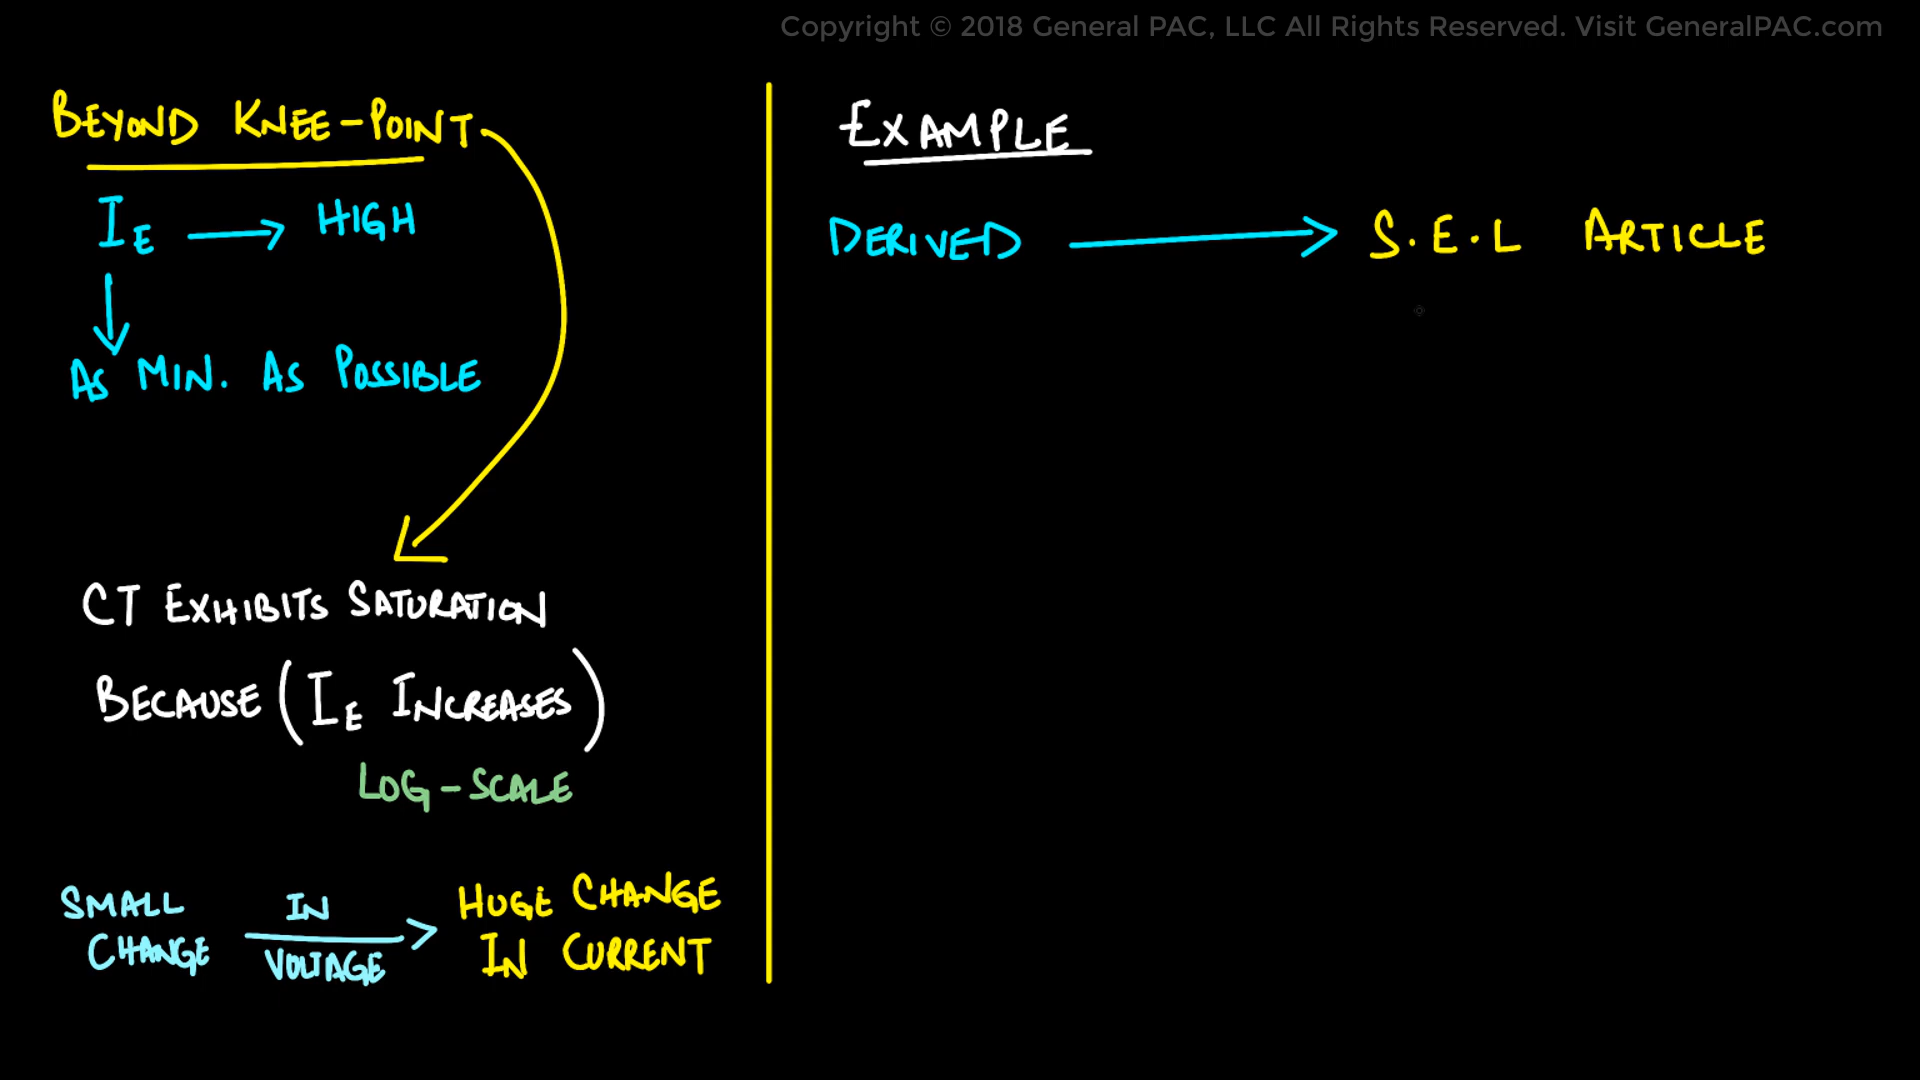 Copyright © 2018 General PAC, LLC All Rights Reserved. Visit GeneralPAC.com
BEYOND KNEE-POINT
IE → HIGH
↓
AS MIN. AS POSSIBLE
CT EXHIBITS SATURATION
BECAUSE (IE INCREASES)
LOG-SCALE
SMALL CHANGE IN VOLTAGE → HUGE CHANGE IN CURRENT
EXAMPLE
DERIVED → S.E.L ARTICLE